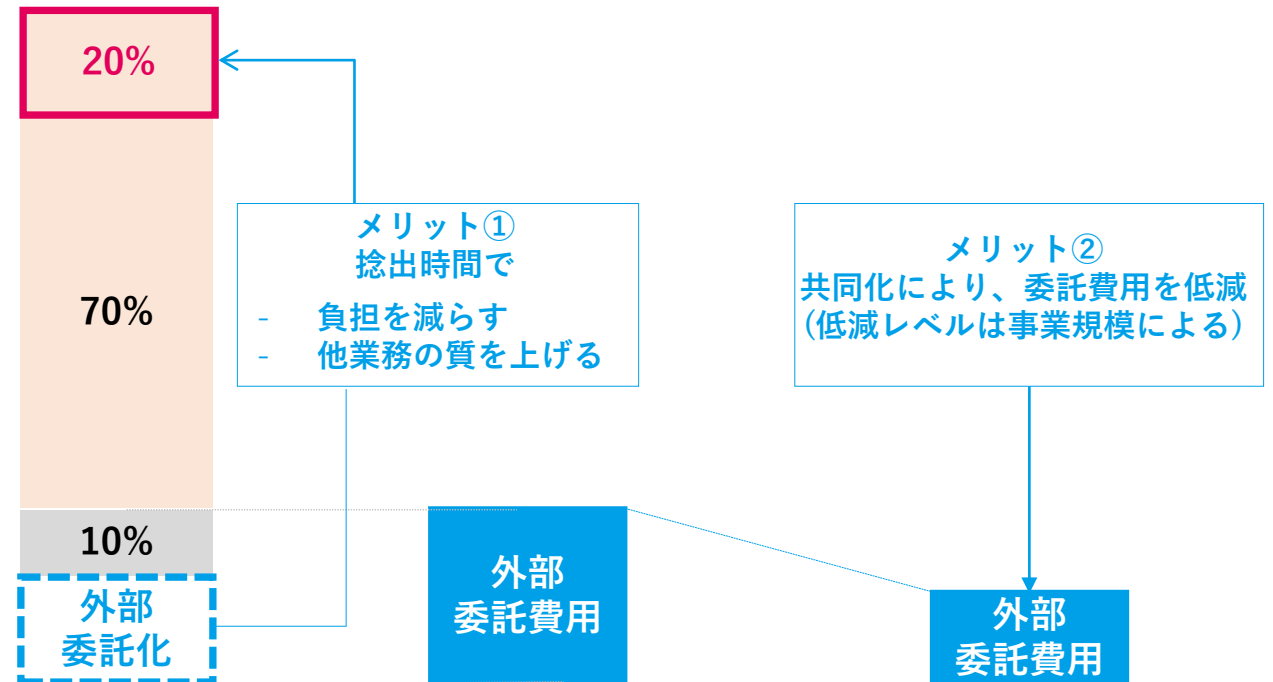 20%
メリット①
捻出時間で
- 負担を減らす
- 他業務の質を上げる
メリット②
共同化により、委託費用を低減
(低減レベルは事業規模による)
70%
10%
外部
委託化
外部
委託費用
外部
委託費用